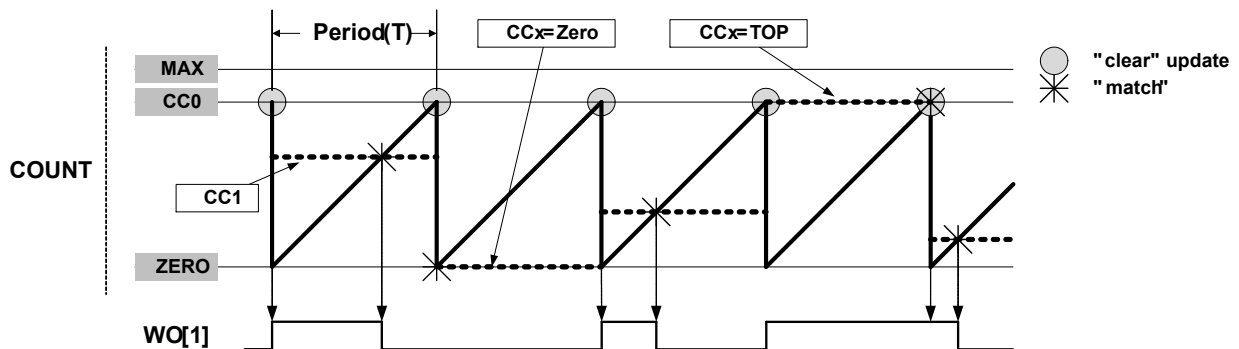 Period(T)
CCx=Zero
CCx=TOP
"clear" update
"match"
MAX
CC0
COUNT
CC1
ZERO
WO[1]